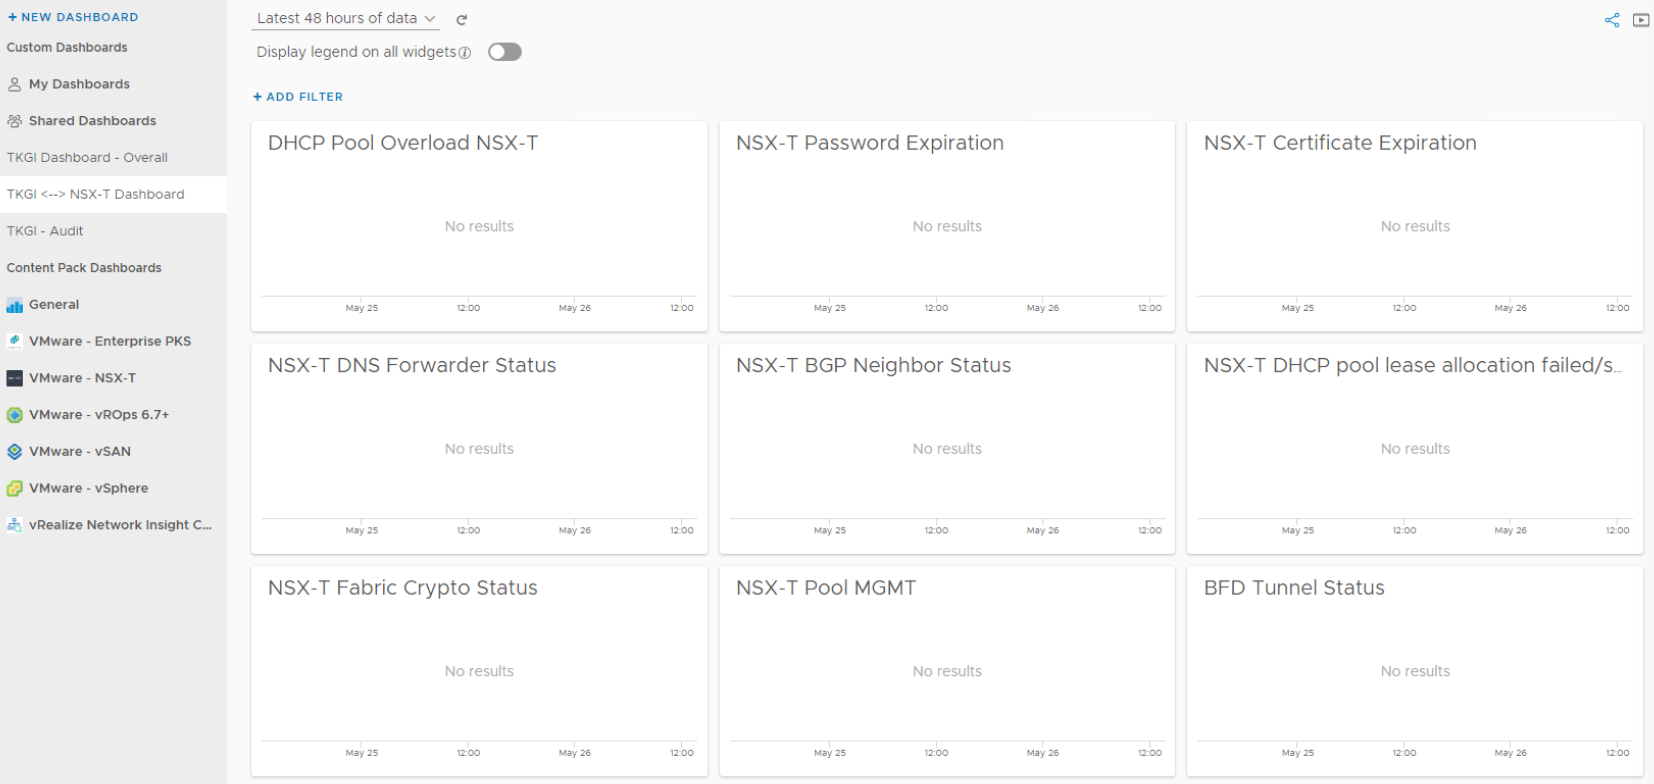 + NEW DASHBOARD
Custom Dashboards
My Dashboards
Shared Dashboards
TKGI Dashboard - Overall
TKGI <--> NSX-T Dashboard
TKGI - Audit
Content Pack Dashboards
General
VMware - Enterprise PKS
VMware - NSX-T
VMware - vROps 6.7+
VMware - vSAN
VMware - vSphere
vRealize Network Insight C...
Latest 48 hours of data
Display legend on all widgets
+ ADD FILTER
DHCP Pool Overload NSX-T
No results
May 25 12:00 May 26 12:00
NSX-T Password Expiration
No results
May 25 12:00 May 26 12:00
NSX-T Certificate Expiration
No results
May 25 12:00 May 26 12:00
NSX-T DNS Forwarder Status
No results
May 25 12:00 May 26 12:00
NSX-T BGP Neighbor Status
No results
May 25 12:00 May 26 12:00
NSX-T DHCP pool lease allocation failed/s...
No results
May 25 12:00 May 26 12:00
NSX-T Fabric Crypto Status
No results
May 25 12:00 May 26 12:00
NSX-T Pool MGMT
No results
May 25 12:00 May 26 12:00
BFD Tunnel Status
No results
May 25 12:00 May 26 12:00